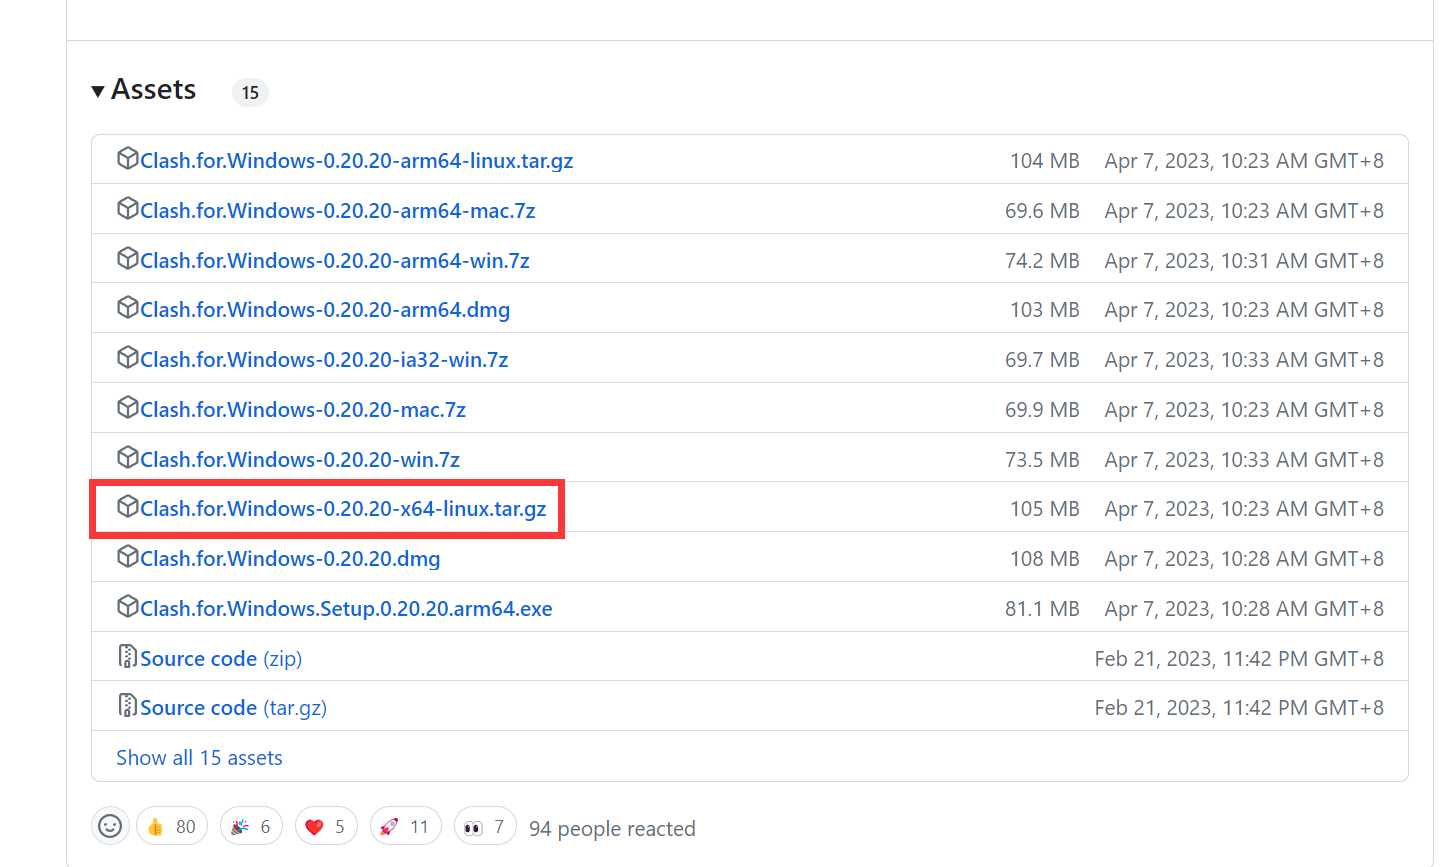 Assets 15
Clash.for.Windows-0.20.20-arm64-linux.tar.gz 104 MB Apr 7, 2023, 10:23 AM GMT+8
Clash.for.Windows-0.20.20-arm64-mac.7z 69.6 MB Apr 7, 2023, 10:23 AM GMT+8
Clash.for.Windows-0.20.20-arm64-win.7z 74.2 MB Apr 7, 2023, 10:31 AM GMT+8
Clash.for.Windows-0.20.20-arm64.dmg 103 MB Apr 7, 2023, 10:23 AM GMT+8
Clash.for.Windows-0.20.20-ia32-win.7z 69.7 MB Apr 7, 2023, 10:33 AM GMT+8
Clash.for.Windows-0.20.20-mac.7z 69.9 MB Apr 7, 2023, 10:23 AM GMT+8
Clash.for.Windows-0.20.20-win.7z 73.5 MB Apr 7, 2023, 10:33 AM GMT+8
Clash.for.Windows-0.20.20-x64-linux.tar.gz 105 MB Apr 7, 2023, 10:23 AM GMT+8
Clash.for.Windows-0.20.20.dmg 108 MB Apr 7, 2023, 10:28 AM GMT+8
Clash.for.Windows.Setup.0.20.20.arm64.exe 81.1 MB Apr 7, 2023, 10:28 AM GMT+8
Source code (zip) Feb 21, 2023, 11:42 PM GMT+8
Source code (tar.gz) Feb 21, 2023, 11:42 PM GMT+8
Show all 15 assets
80 6 5 11 7 94 people reacted